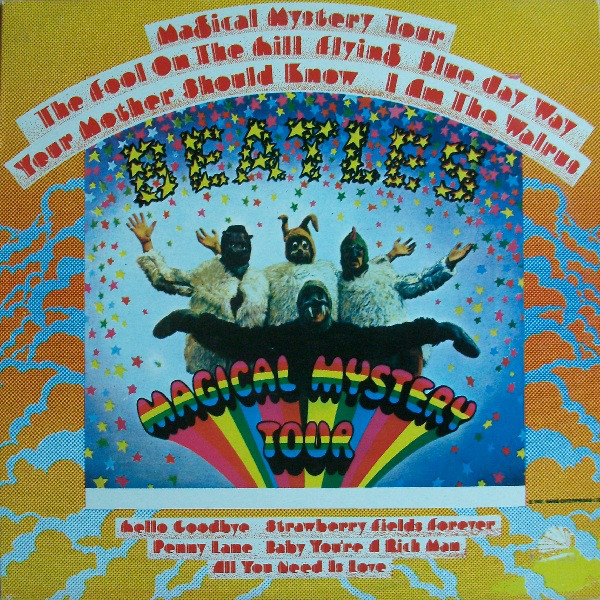 Magical Mystery Tour
The Fool On The Hill Flying Blue Jay Way
Your Mother Should Know I Am The Walrus
BEATLES
MAGICAL MYSTERY
TOUR
Hello Goodbye Strawberry Fields Forever
Penny Lane Baby You're A Rich Man
All You Need Is Love